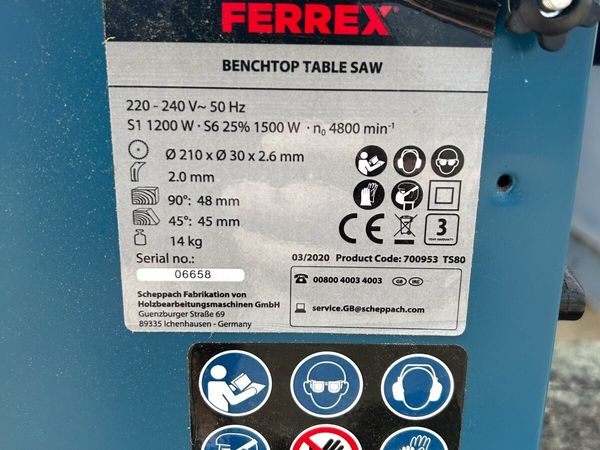 FERREX®
BENCHTOP TABLE SAW
220 - 240 V~ 50 Hz
S1 1200 W · S6 25% 1500 W · n₀ 4800 min⁻¹
Ø 210 x Ø 30 x 2.6 mm
2.0 mm
90°: 48 mm
45°: 45 mm
14 kg
CE
3
Serial no.:
03/2020 Product Code: 700953 TS80
06658
00800 4003 4003 GB IRE
service.GB@scheppach.com
Scheppach Fabrikation von
Holzbearbeitungsmaschinen GmbH
Guenzburger Straße 69
89335 Ichenhausen - Germany